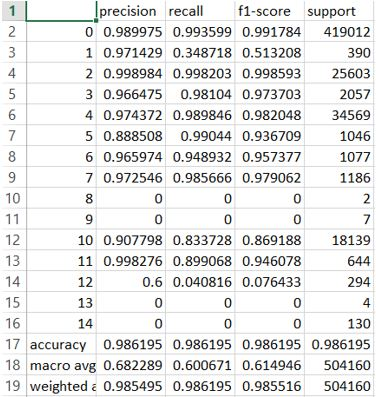 1 precision recall f1-score support
2 0 0.989975 0.993599 0.991784 419012
3 1 0.971429 0.348718 0.513208 390
4 2 0.998984 0.998203 0.998593 25603
5 3 0.966475 0.98104 0.973703 2057
6 4 0.974372 0.989846 0.982048 34569
7 5 0.888508 0.99044 0.936709 1046
8 6 0.965974 0.948932 0.957377 1077
9 7 0.972546 0.985666 0.979062 1186
10 8 0 0 0 2
11 9 0 0 0 7
12 10 0.907798 0.833728 0.869188 18139
13 11 0.998276 0.899068 0.946078 644
14 12 0.6 0.040816 0.076433 294
15 13 0 0 0 4
16 14 0 0 0 130
17 accuracy 0.986195 0.986195 0.986195 0.986195
18 macro avg 0.682289 0.600671 0.614946 504160
19 weighted a 0.985495 0.986195 0.985516 504160